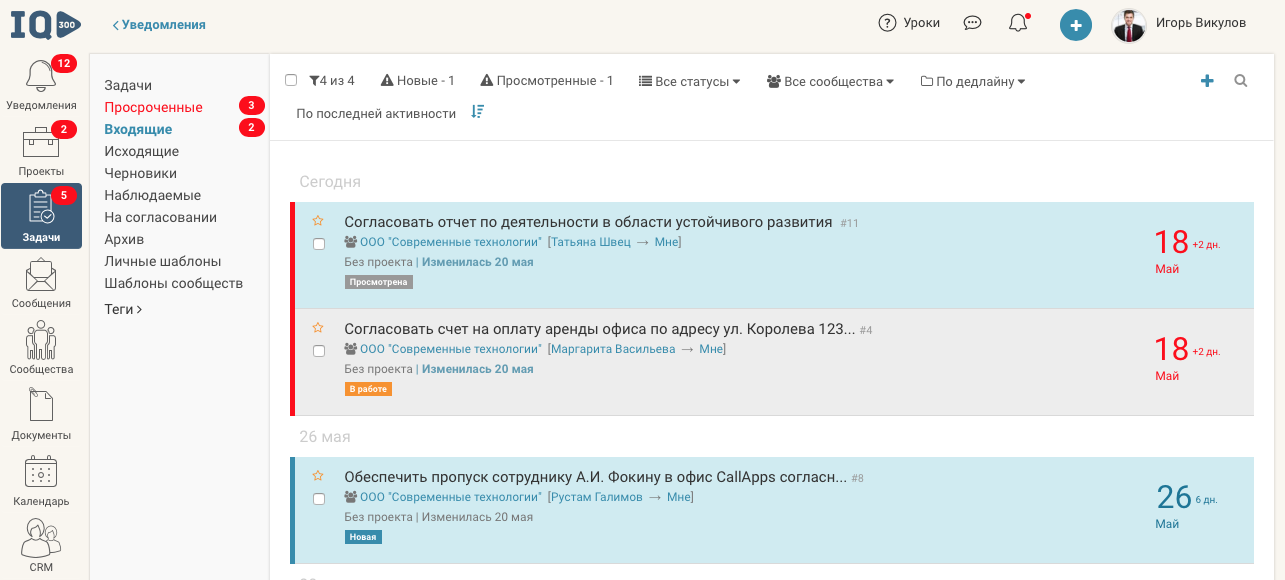 IQ 300
Уведомления
Уроки
Игорь Викулов
12
Уведомления
2
Проекты
5
Задачи
Сообщения
Сообщества
Документы
Календарь
CRM
Задачи
Просроченные 3
Входящие 2
Исходящие
Черновики
Наблюдаемые
На согласовании
Архив
Личные шаблоны
Шаблоны сообществ
Теги >
4 из 4 Новые - 1 Просмотренные - 1 Все статусы Все сообщества По дедлайну
По последней активности
Сегодня
Согласовать отчет по деятельности в области устойчивого развития #11
ООО "Современные технологии" [Татьяна Швец → Мне]
Без проекта | Изменилась 20 мая
Просмотрена
18 +2 дн.
Май
Согласовать счет на оплату аренды офиса по адресу ул. Королева 123... #4
ООО "Современные технологии" [Маргарита Васильева → Мне]
Без проекта | Изменилась 20 мая
В работе
18 +2 дн.
Май
26 мая
Обеспечить пропуск сотруднику А.И. Фокину в офис CallApps согласн... #8
ООО "Современные технологии" [Рустам Галимов → Мне]
Без проекта | Изменилась 20 мая
Новая
26 6 дн.
Май